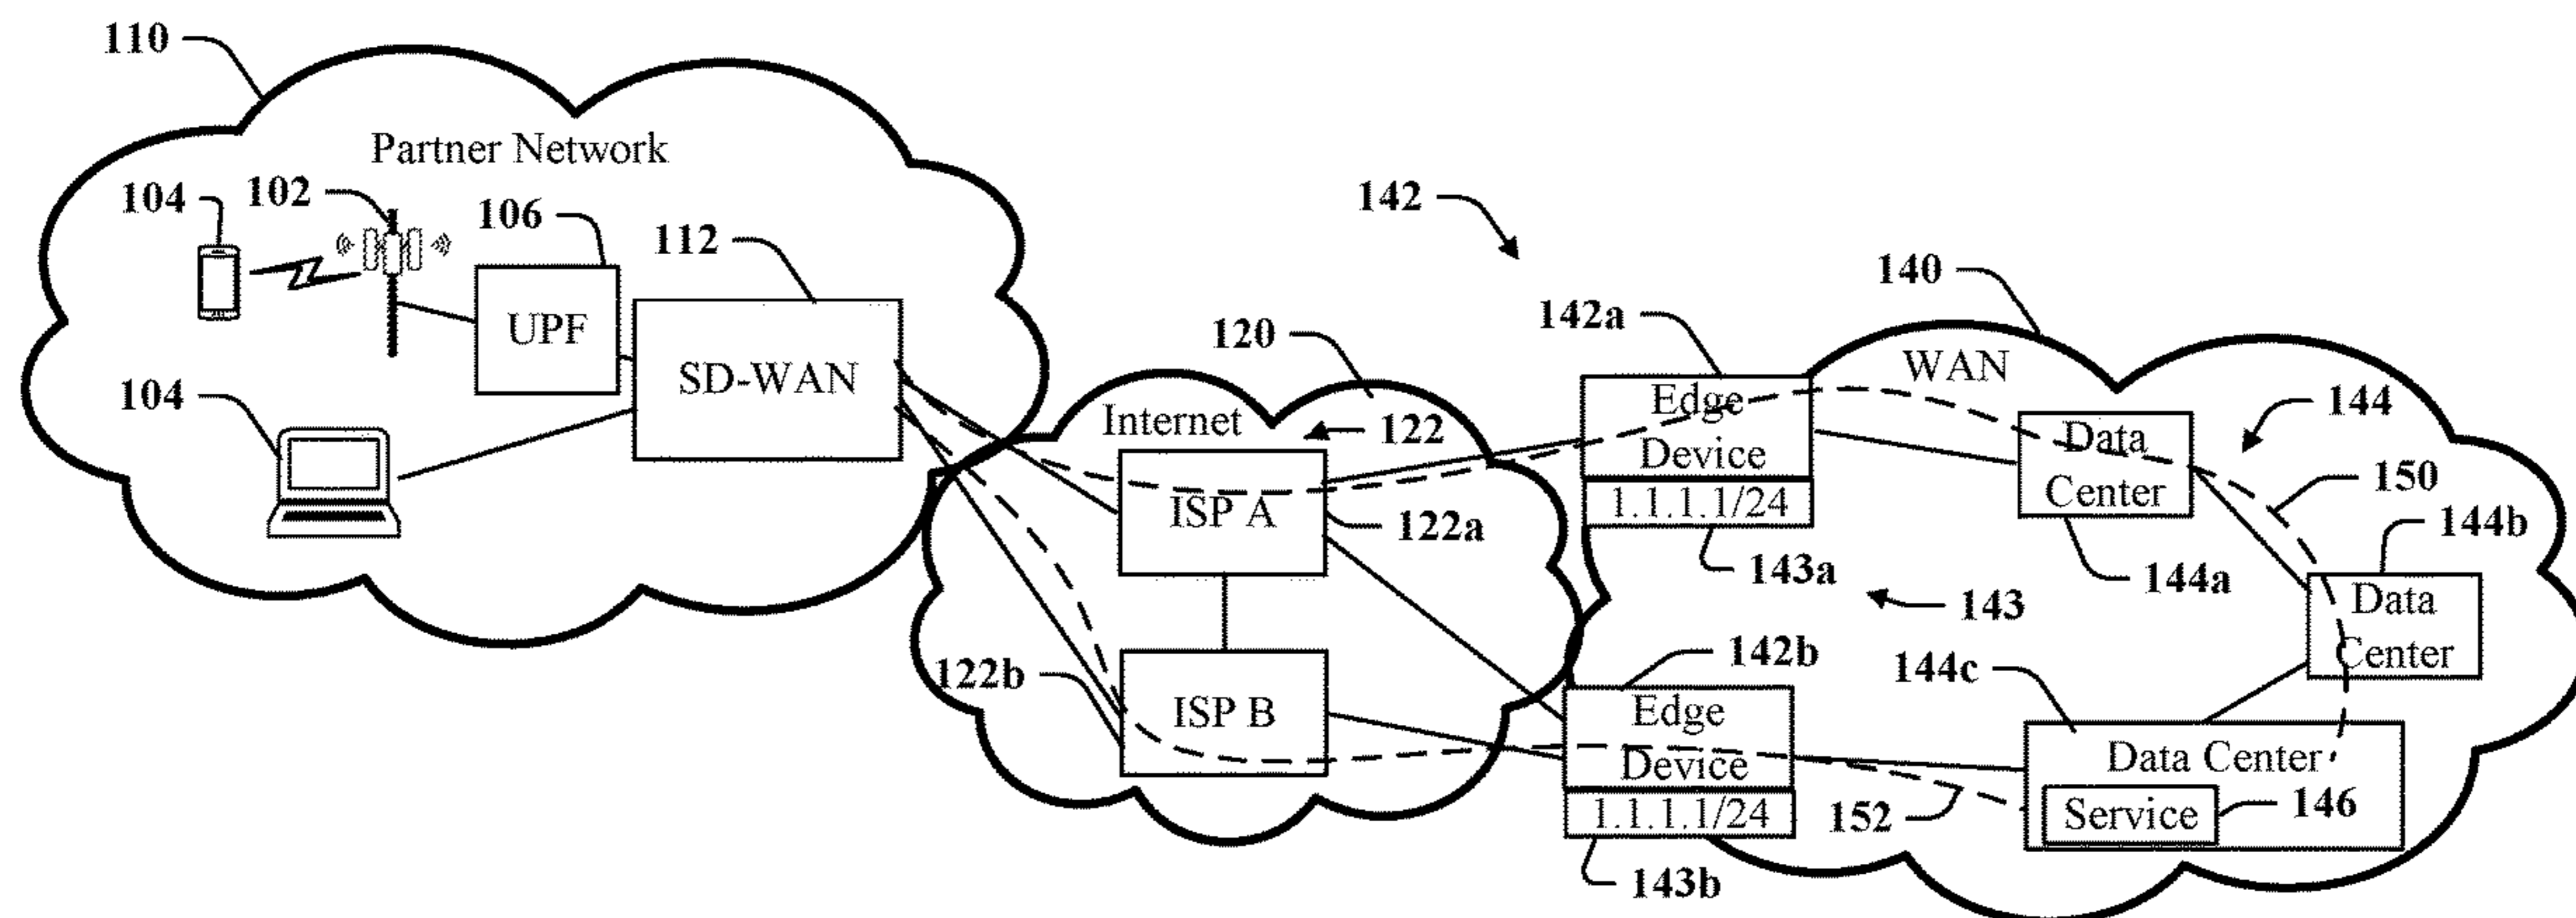 110
Partner Network
104
102
106
112
UPF
SD-WAN
104
142
120
Internet
122
ISP A
122a
122b
ISP B
142a
Edge
Device
1.1.1.1/24
143a
143
142b
Edge
Device
1.1.1.1/24
143b
140
WAN
144
Data
Center
144a
150
144b
Data
Center
144c
Data Center
Service
146
152